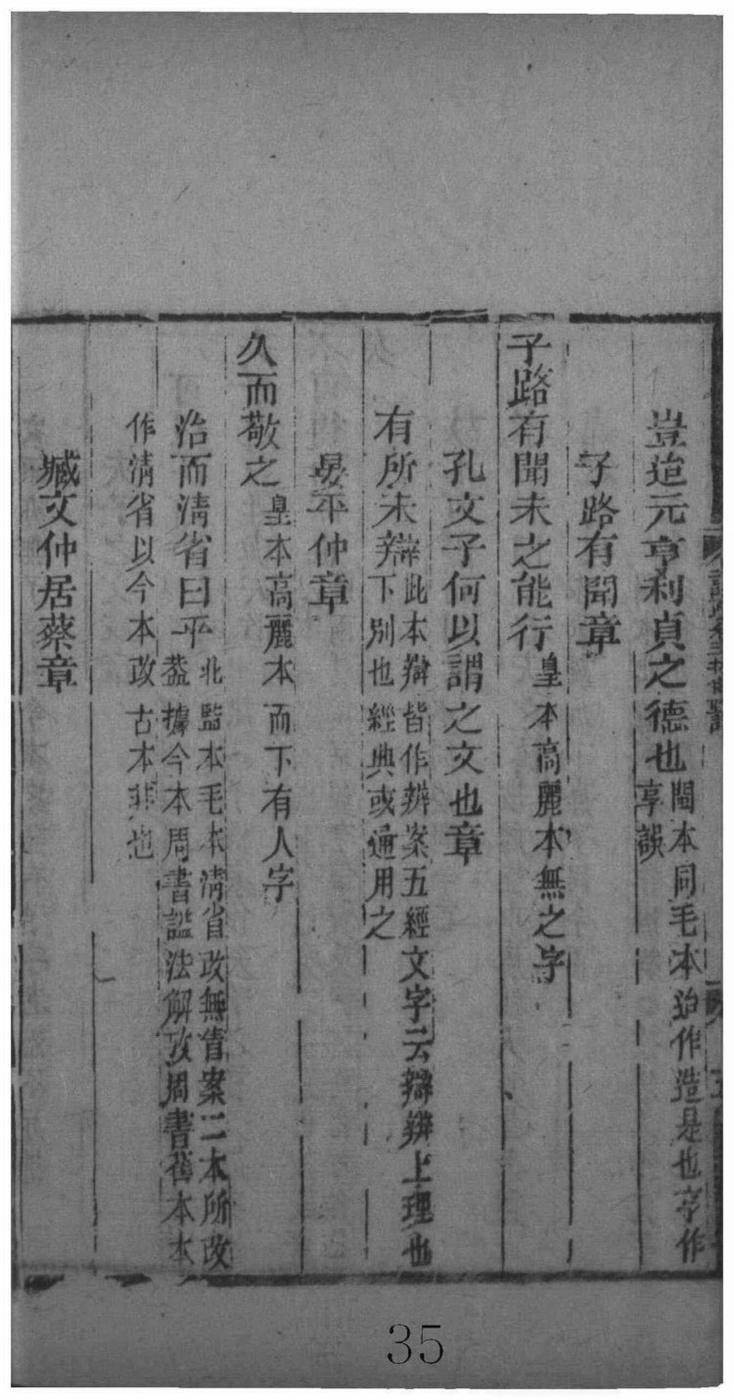 豈造元亨利貞之德也閩本同毛本迨作造是也亨作享誤
子路有聞章
子路有聞未之能行皇本高麗本無之字
孔文子何以謂之文也章
有所未辯此本辯皆作辨案五經文字云辯辨上理也下別也經典或通用之
晏平仲章
久而敬之皇本高麗本而下有人字
治而淸省曰平北監本毛本淸省改無眚案二本所改葢據今本周書諡法解改周書舊本本
作淸省以今本改古本非也
臧文仲居蔡章
35